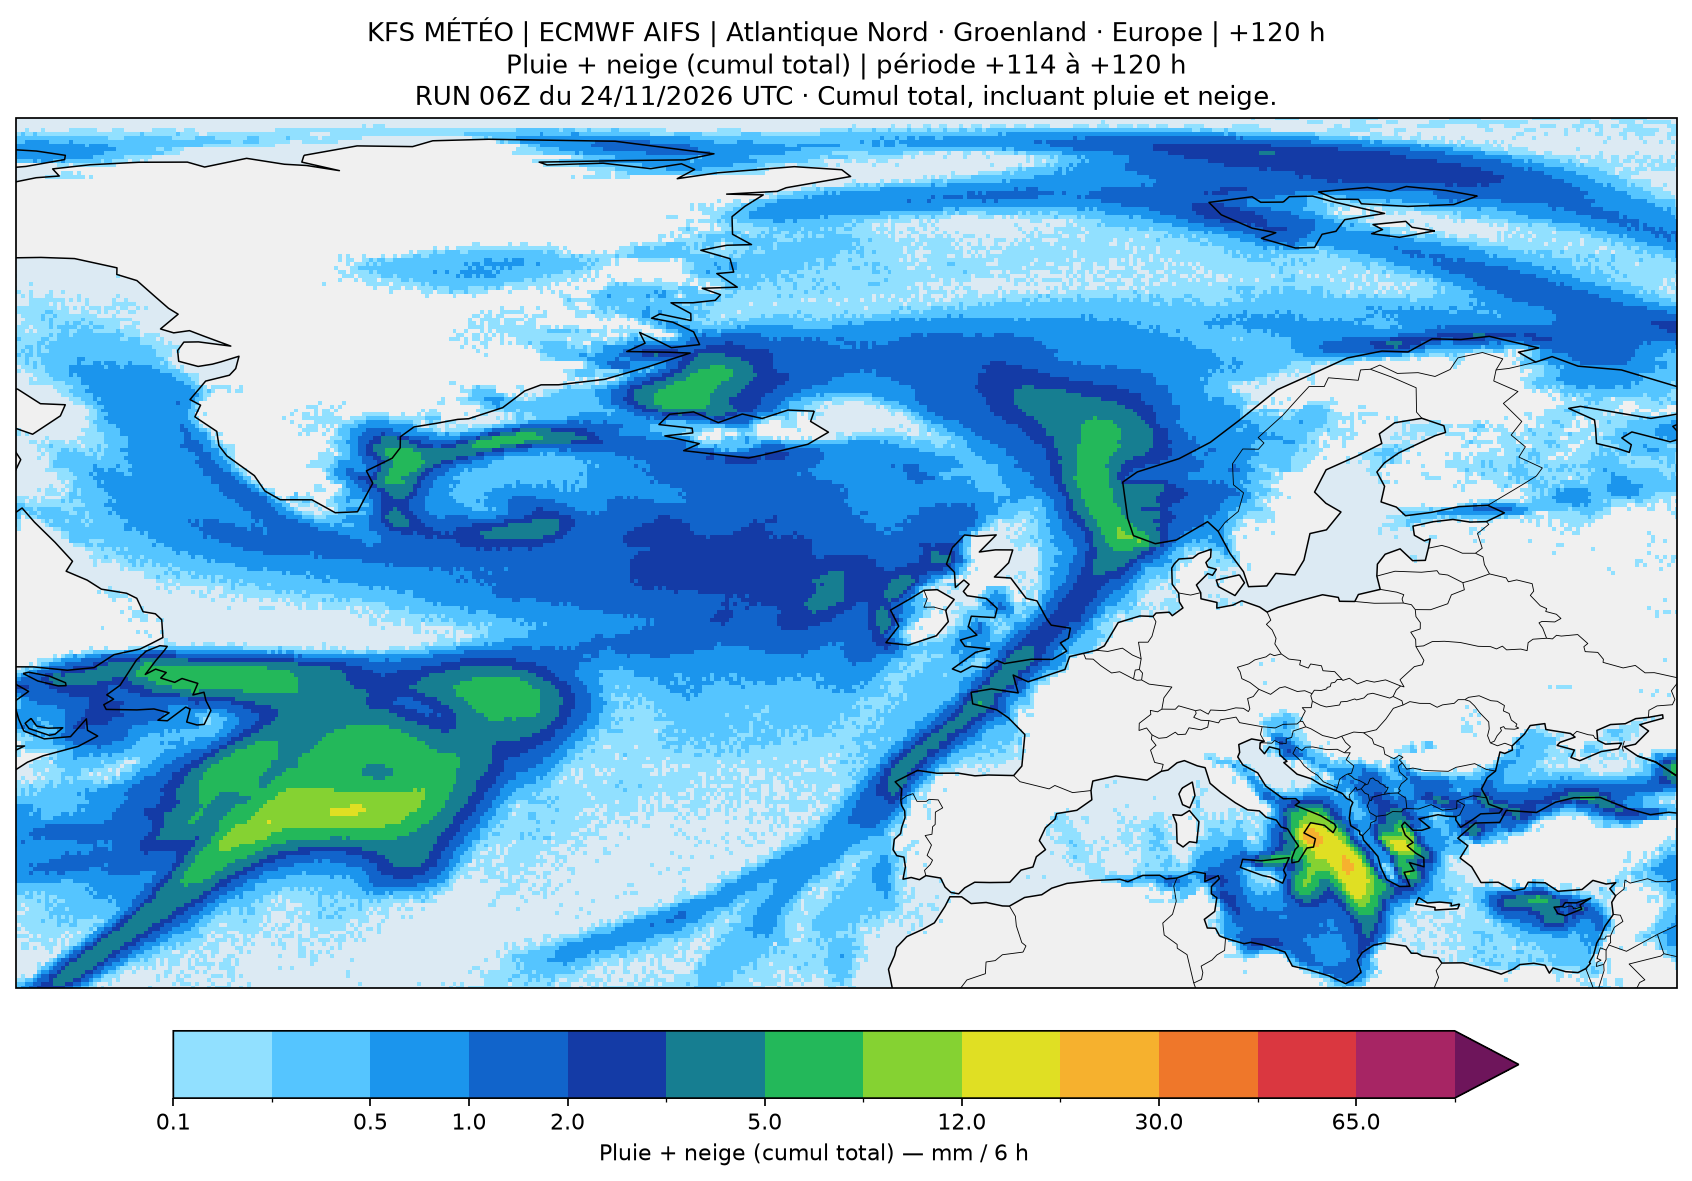 KFS MÉTÉO | ECMWF AIFS | Atlantique Nord · Groenland · Europe | +120 h
Pluie + neige (cumul total) | période +114 à +120 h
RUN 06Z du 24/11/2026 UTC · Cumul total, incluant pluie et neige.
0.1 0.5 1.0 2.0 5.0 12.0 30.0 65.0
Pluie + neige (cumul total) — mm / 6 h